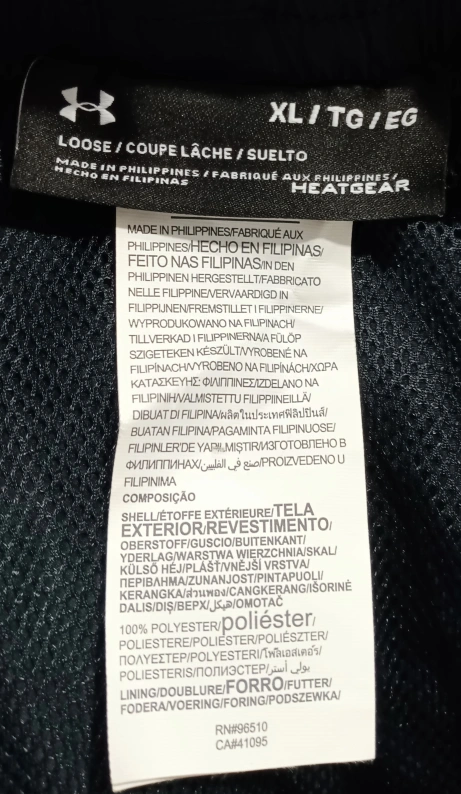 XL / TG / EG
LOOSE / COUPE LÂCHE / SUELTO
MADE IN PHILIPPINES / FABRIQUÉ AUX PHILIPPINES /
HECHO EN FILIPINAS
HEATGEAR
MADE IN PHILIPPINES/FABRIQUÉ AUX
PHILIPPINES/HECHO EN FILIPINAS/
FEITO NAS FILIPINAS/IN DEN
PHILIPPINEN HERGESTELLT/FABBRICATO
NELLE FILIPPINE/VERVAARDIGD IN
FILIPPIJNEN/FREMSTILLET I FILIPPINERNE/
WYPRODUKOWANO NA FILIPINACH/
TILLVERKAD I FILIPPINERNA/A FÜLÖP
SZIGETEKEN KÉSZÜLT/VYROBENÉ NA
FILIPÍNACH/VYROBENO NA FILIPÍNÁCH/ΧΩΡΑ
ΚΑΤΑΣΚΕΥΗΣ: ΦΙΛΙΠΠΙΝΕΣ/IZDELANO NA
FILIPINIH/VALMISTETTU FILIPPIINEILLÄ/
DIBUAT DI FILIPINA/ผลิตในประเทศฟิลิปปินส์/
BUATAN FILIPINA/PAGAMINTA FILIPINUOSE/
FILIPINLER'DE YAPILMIŞTIR/ИЗГОТОВЛЕНО В
ФИЛИППИНАХ/صنع في الفلبين/PROIZVEDENO U
FILIPINIMA
COMPOSIÇÃO
SHELL/ÉTOFFE EXTÉRIEURE/TELA
EXTERIOR/REVESTIMENTO/
OBERSTOFF/GUSCIO/BUITENKANT/
YDERLAG/WARSTWA WIERZCHNIA/SKAL/
KÜLSŐ HÉJ/PLÁŠŤ/VNĚJŠÍ VRSTVA/
ΠΕΡΙΒΛΗΜΑ/ZUNANJOST/PINTAPUOLI/
KERANGKA/ส่วนพอง/CANGKERANG/IŠORINĖ
DALIS/DIŞ/ВЕРХ/هيكل/OMOTAČ
100% POLYESTER/poliéster/
POLIESTERE/POLIESTER/POLIÉSZTER/
ΠΟΛΥΕΣΤΕΡ/POLYESTERI/โพลีเอสเตอร์/
POLIESTERIS/ПОЛИЭСТЕР/بولي أستر/
LINING/DOUBLURE/FORRO/FUTTER/
FODERA/VOERING/FORING/PODSZEWKA/
RN#96510
CA#41095